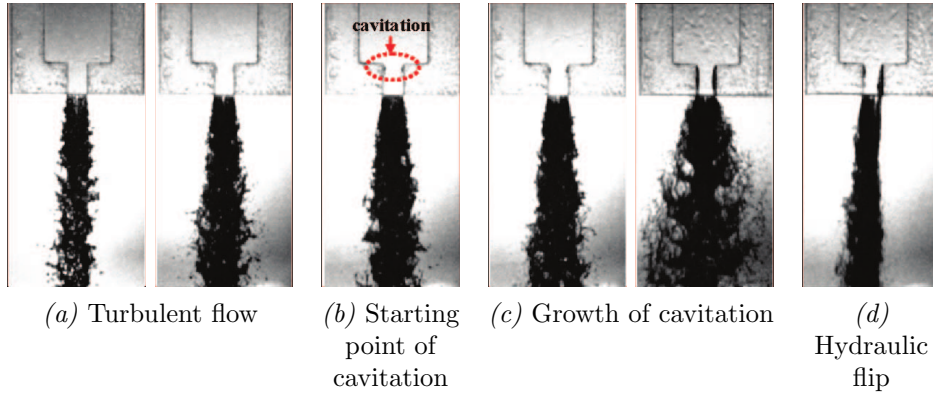 cavitation
(a) Turbulent flow
(b) Starting
point of
cavitation
(c) Growth of cavitation
(d)
Hydraulic
flip